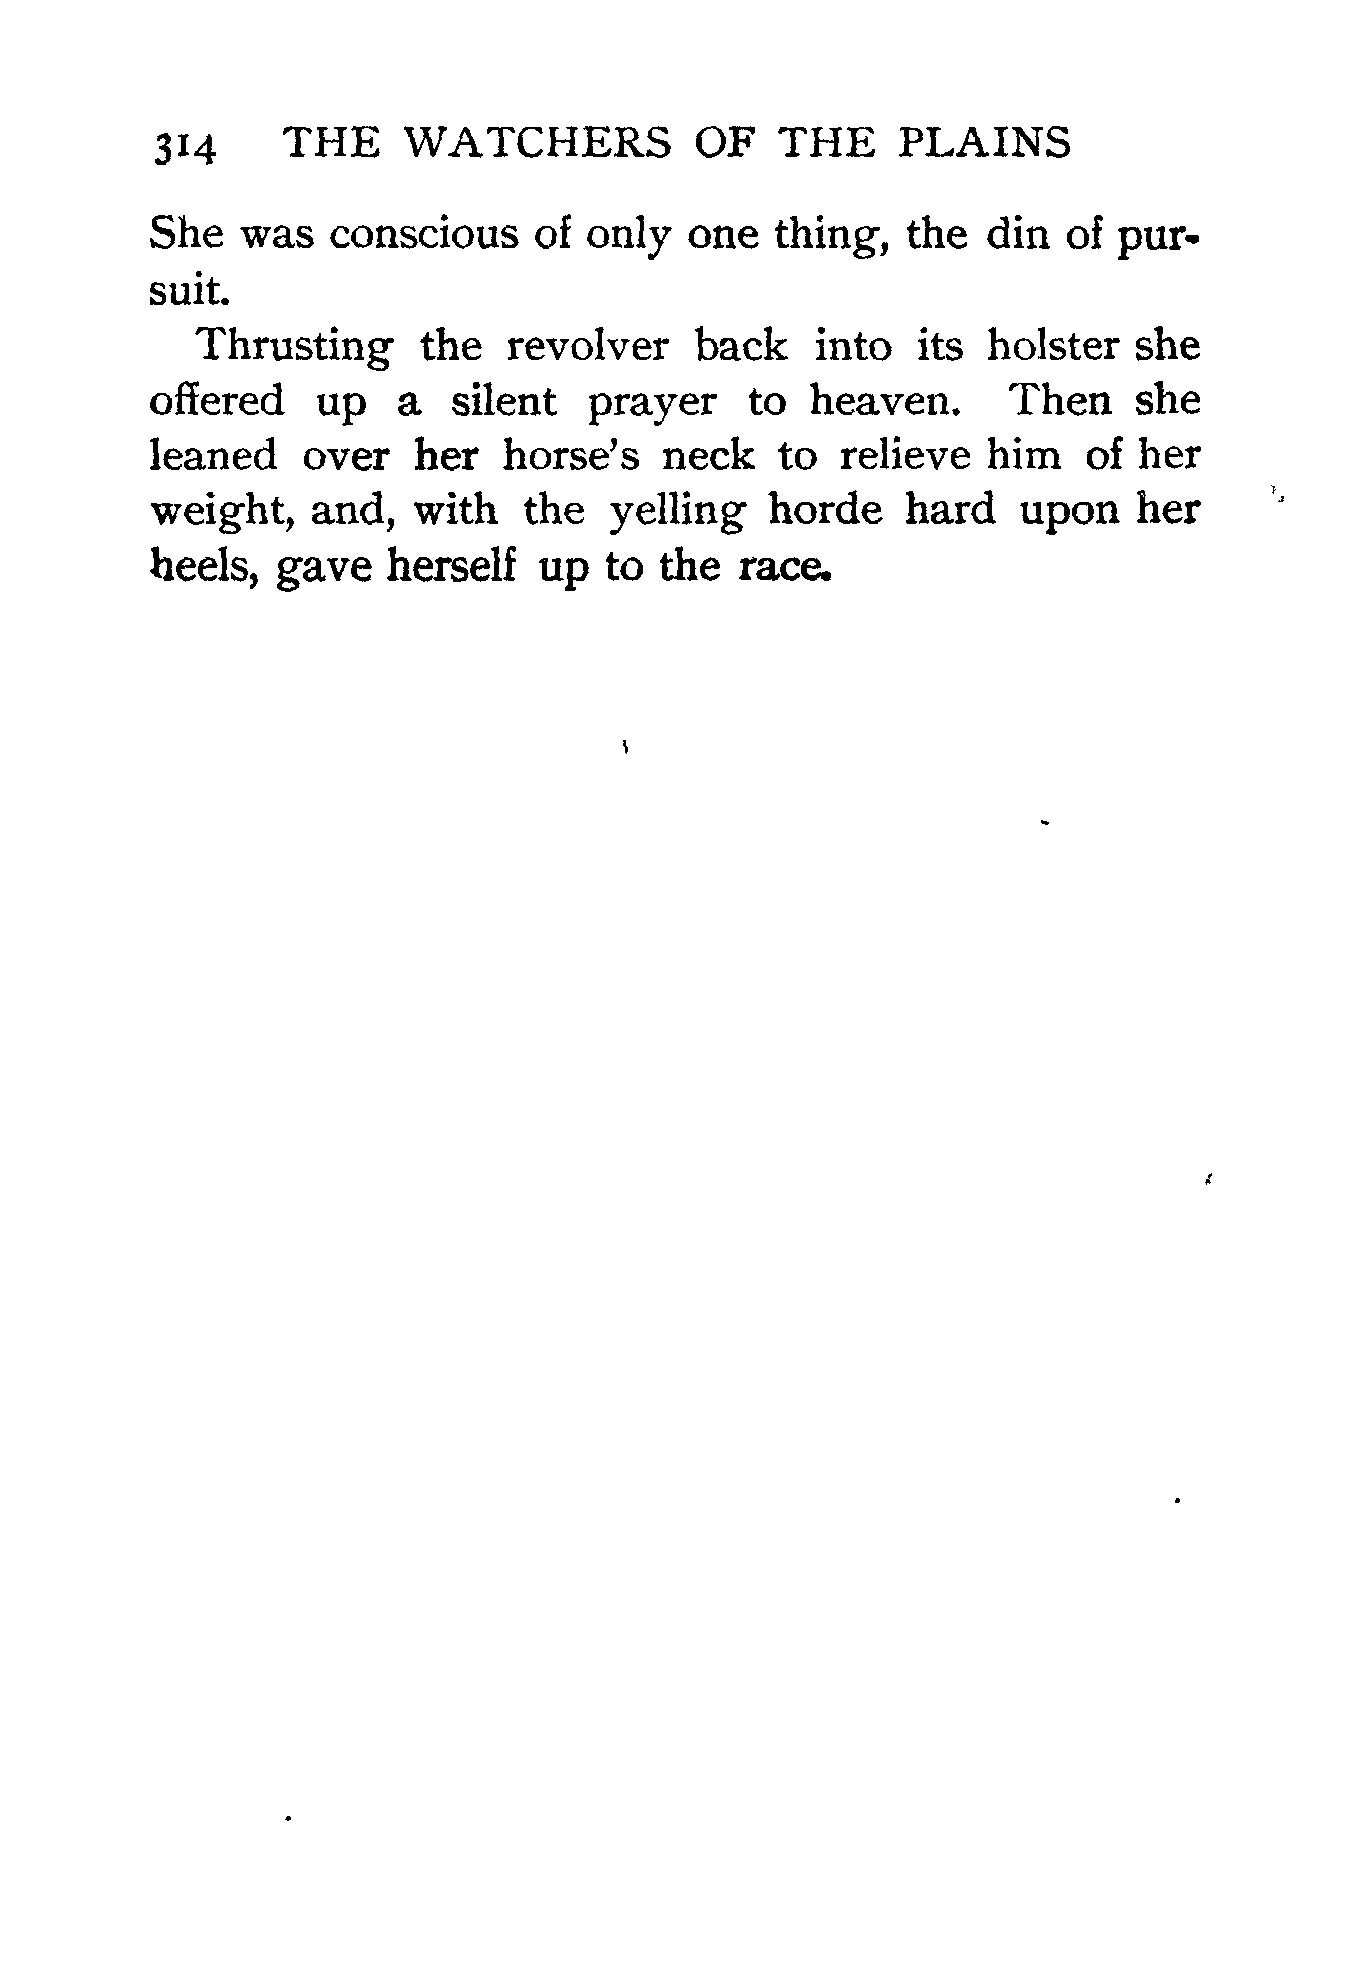 314 THE WATCHERS OF THE PLAINS
She was conscious of only one thing, the din of pur-
suit.
Thrusting the revolver back into its holster she
offered up a silent prayer to heaven. Then she
leaned over her horse's neck to relieve him of her
weight, and, with the yelling horde hard upon her
heels, gave herself up to the race.